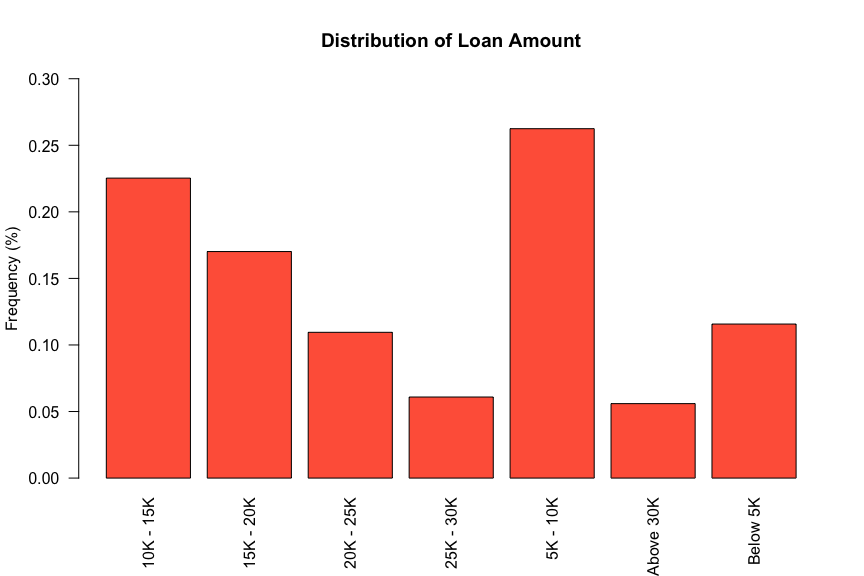 Distribution of Loan Amount
Frequency (%)
0.30
0.25
0.20
0.15
0.10
0.05
0.00
10K - 15K
15K - 20K
20K - 25K
25K - 30K
5K - 10K
Above 30K
Below 5K